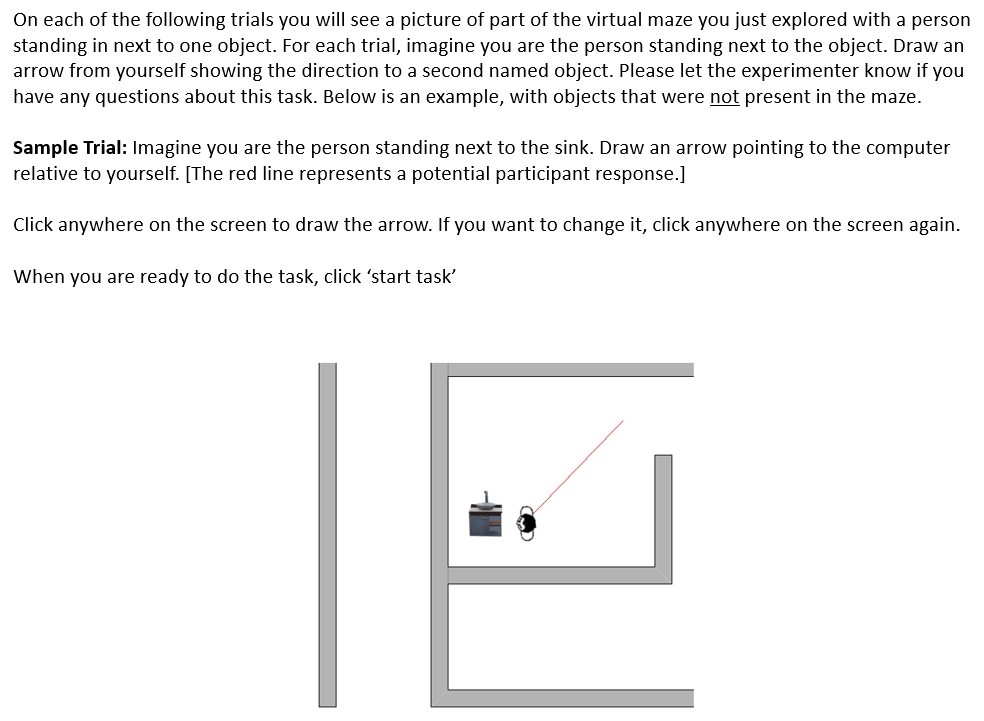 On each of the following trials you will see a picture of part of the virtual maze you just explored with a person
standing in next to one object. For each trial, imagine you are the person standing next to the object. Draw an
arrow from yourself showing the direction to a second named object. Please let the experimenter know if you
have any questions about this task. Below is an example, with objects that were not present in the maze.
Sample Trial: Imagine you are the person standing next to the sink. Draw an arrow pointing to the computer
relative to yourself. [The red line represents a potential participant response.]
Click anywhere on the screen to draw the arrow. If you want to change it, click anywhere on the screen again.
When you are ready to do the task, click ‘start task’